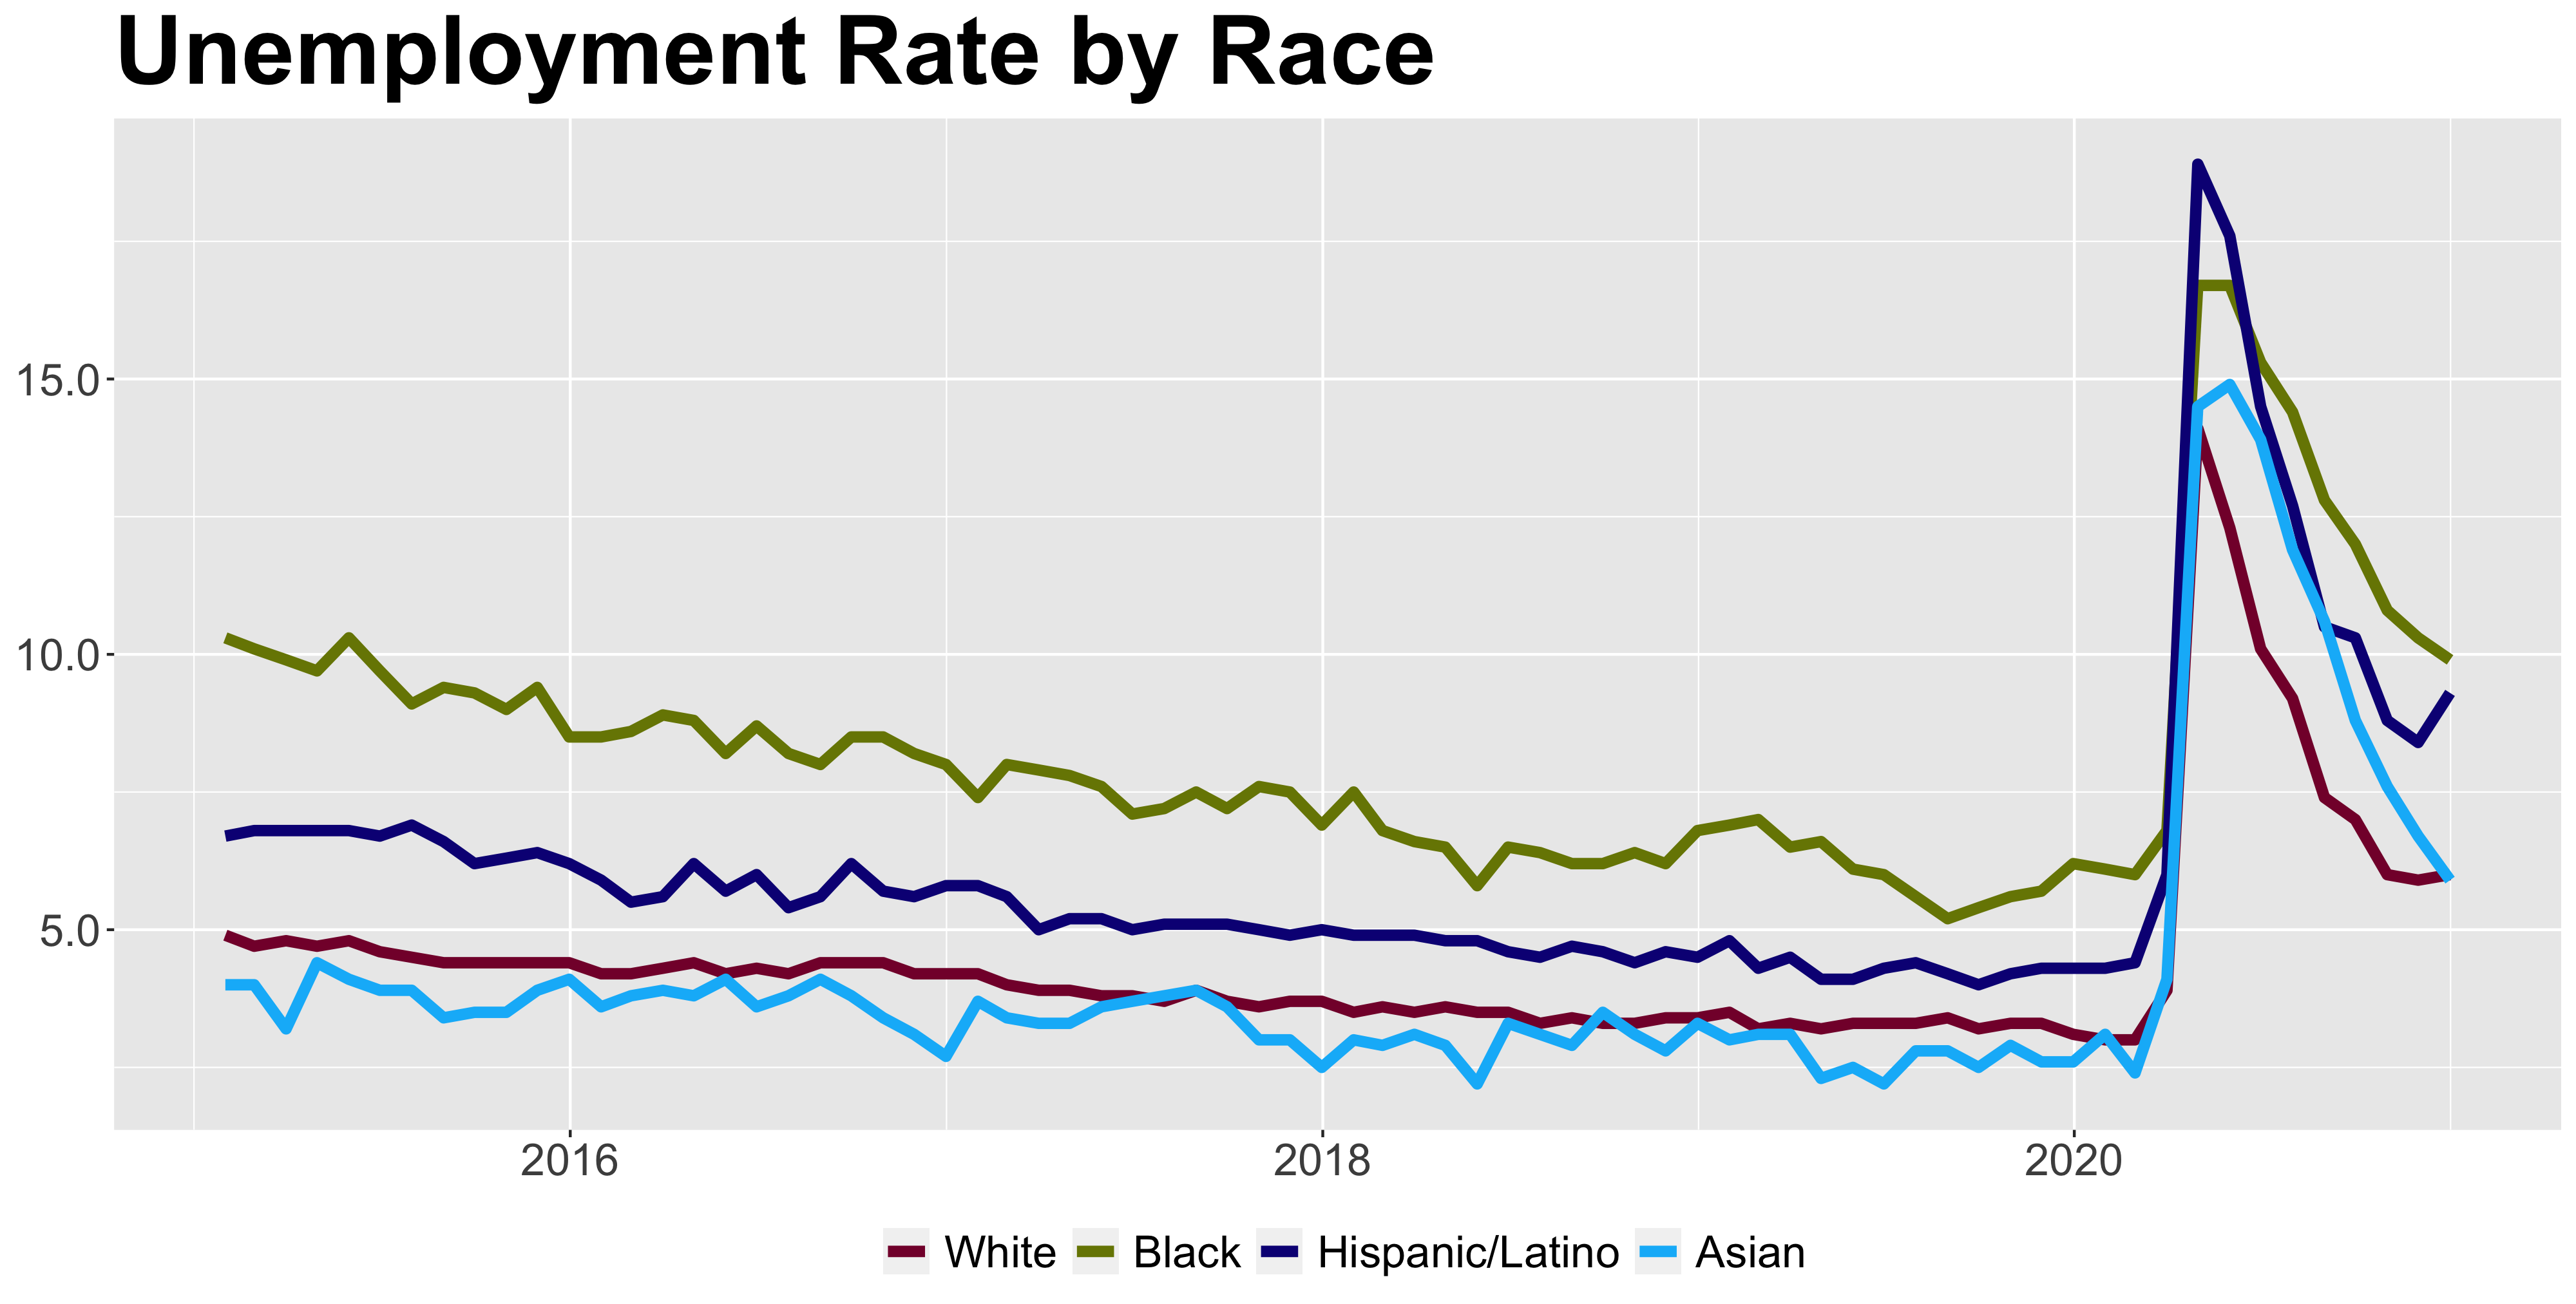 Unemployment Rate by Race
15.0
10.0
5.0
2016 2018 2020
White Black Hispanic/Latino Asian